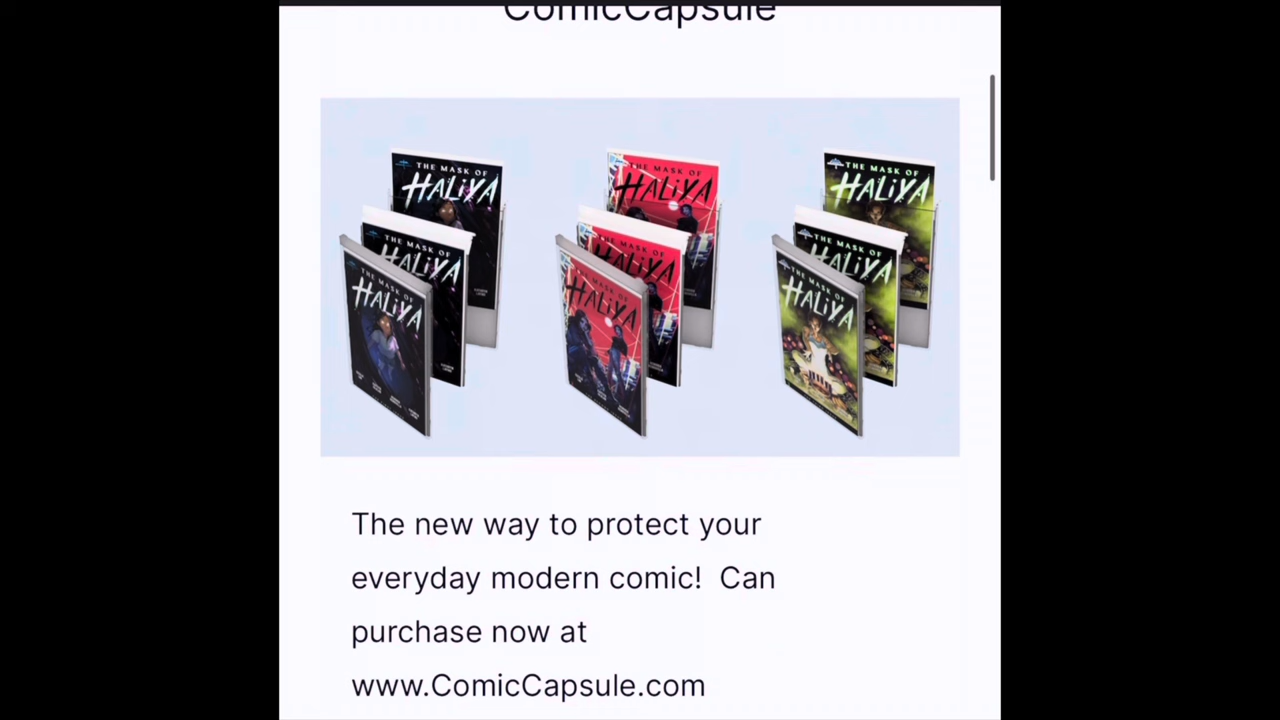 ComicCapsule
THE MASK OF
HALIYA
THE MASK OF
HALIYA
THE MASK OF
HALIYA
THE MASK OF
HALIYA
THE MASK OF
HALIYA
THE MASK OF
HALIYA
THE MASK OF
HALIYA
THE MASK OF
HALIYA
THE MASK OF
HALIYA
The new way to protect your
everyday modern comic!  Can
purchase now at
www.ComicCapsule.com